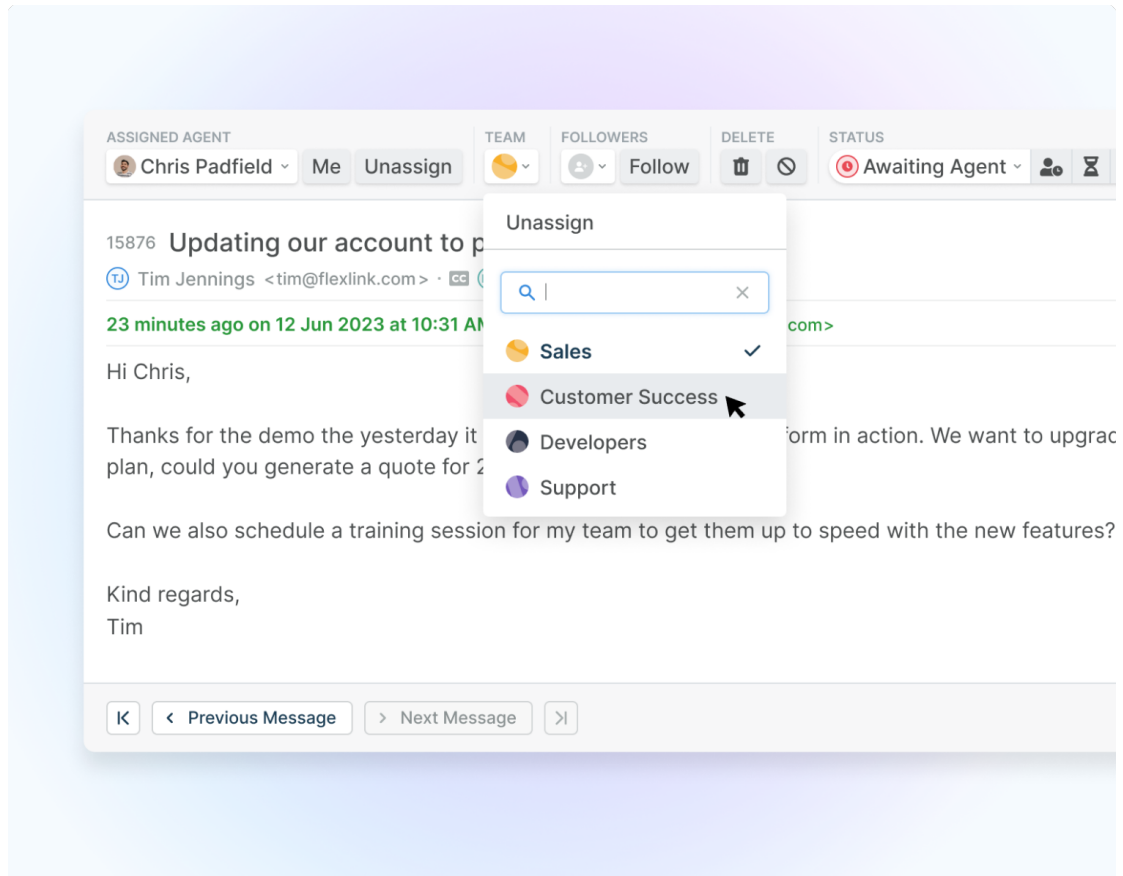 ASSIGNED AGENT TEAM FOLLOWERS DELETE STATUS
Chris Padfield Me Unassign Follow Awaiting Agent
Unassign
15876 Updating our account to
TJ Tim Jennings <tim@flexlink.com> · CC
23 minutes ago on 12 Jun 2023 at 10:31 com>
Sales
Hi Chris,
Customer Success
Thanks for the demo the yesterday it in action. We want to
Developers
plan, could you generate a quote for
Support
Can we also schedule a training session for my team to get them up to speed with the new features?
Kind regards,
Tim
Previous Message Next Message